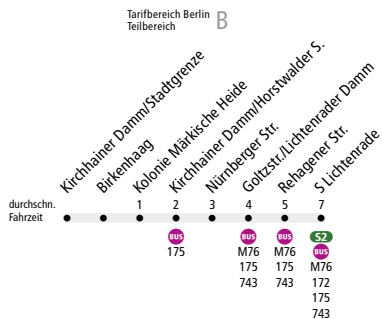 Tarifbereich Berlin
Teilbereich
B
Kirchhainer Damm/Stadtgrenze
Birkenhaag
Kolonie Märkische Heide
Kirchhainer Damm/Horstwalder S.
Nürnberger Str.
Goltzstr./Lichtenrader Damm
Rehagener Str.
S Lichtenrade
durchschn. 1 2 3 4 5 7
Fahrzeit
BUS BUS BUS S2
175 M76 M76 BUS
175 175 M76
743 743 172
175
743